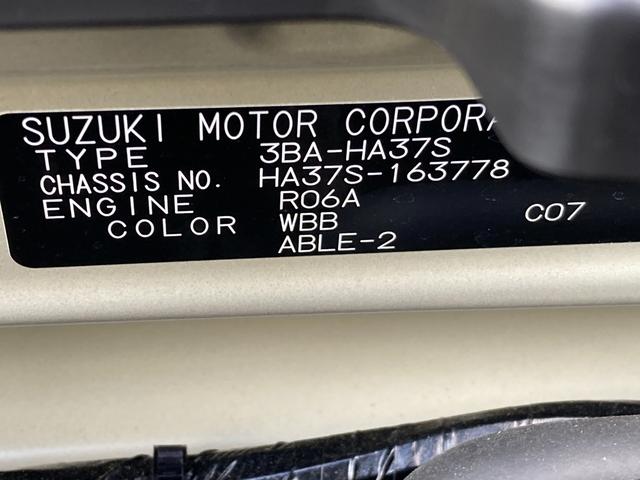 SUZUKI MOTOR CORPORA
TYPE 3BA-HA37S
CHASSIS NO. HA37S-163778
ENGINE R06A
COLOR WBB C07
ABLE-2